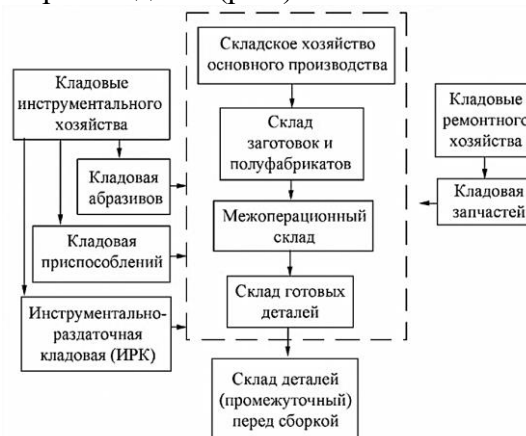 Складское хозяйство
основного производства
Кладовые
инструментального
хозяйства
Кладовые
ремонтного
хозяйства
Склад
заготовок и
полуфабрикатов
Кладовая
абразивов
Кладовая
запчастей
Межоперационный
склад
Кладовая
приспособлений
Склад готовых
деталей
Инструментально-
раздаточная
кладовая (ИРК)
Склад деталей
(промежуточный)
перед сборкой